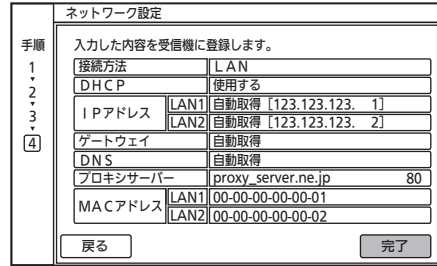 ネットワーク設定
手順
1
2
3
4
入力した内容を受信機に登録します。
接続方法 LAN
DHCP 使用する
IPアドレス LAN1 自動取得［123.123.123. 1］
LAN2 自動取得［123.123.123. 2］
ゲートウェイ 自動取得
DNS 自動取得
プロキシサーバー proxy_server.ne.jp 80
MACアドレス LAN1 00-00-00-00-00-01
LAN2 00-00-00-00-00-02
戻る 完了